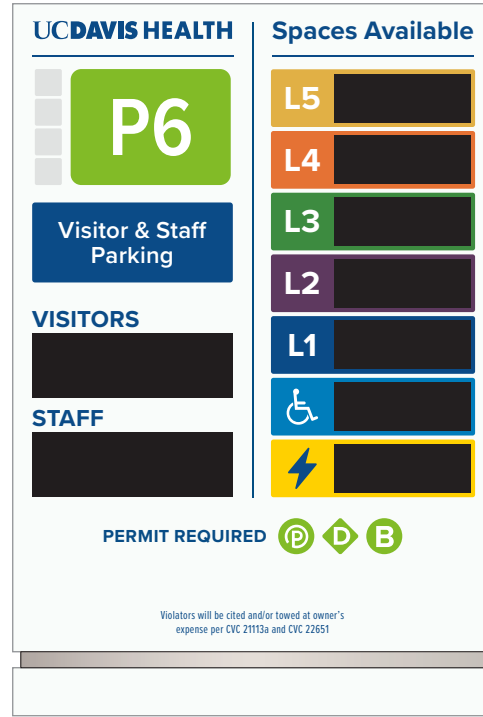 UCDAVIS HEALTH
P6
Visitor & Staff
Parking
VISITORS
STAFF
Spaces Available
L5
L4
L3
L2
L1
PERMIT REQUIRED P D B
Violators will be cited and/or towed at owner's
expense per CVC 21113a and CVC 22651